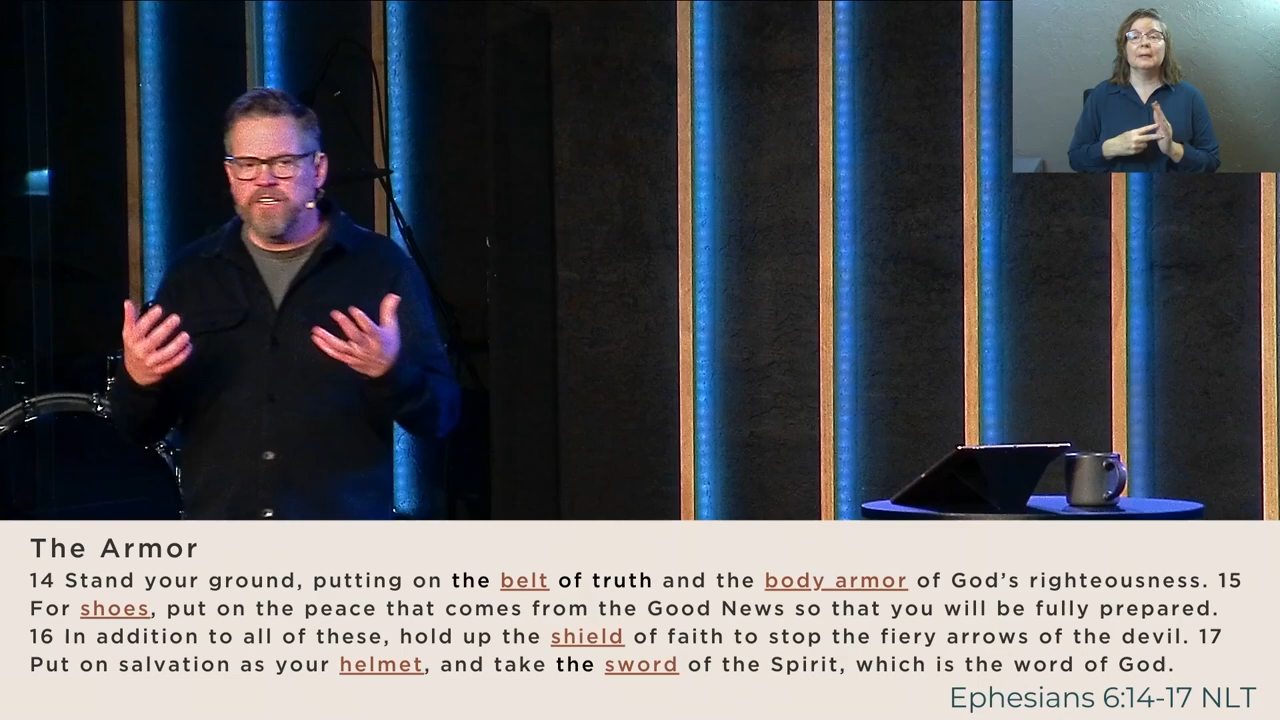 The Armor
14 Stand your ground, putting on the belt of truth and the body armor of God’s righteousness. 15
For shoes, put on the peace that comes from the Good News so that you will be fully prepared.
16 In addition to all of these, hold up the shield of faith to stop the fiery arrows of the devil. 17
Put on salvation as your helmet, and take the sword of the Spirit, which is the word of God.
Ephesians 6:14-17 NLT